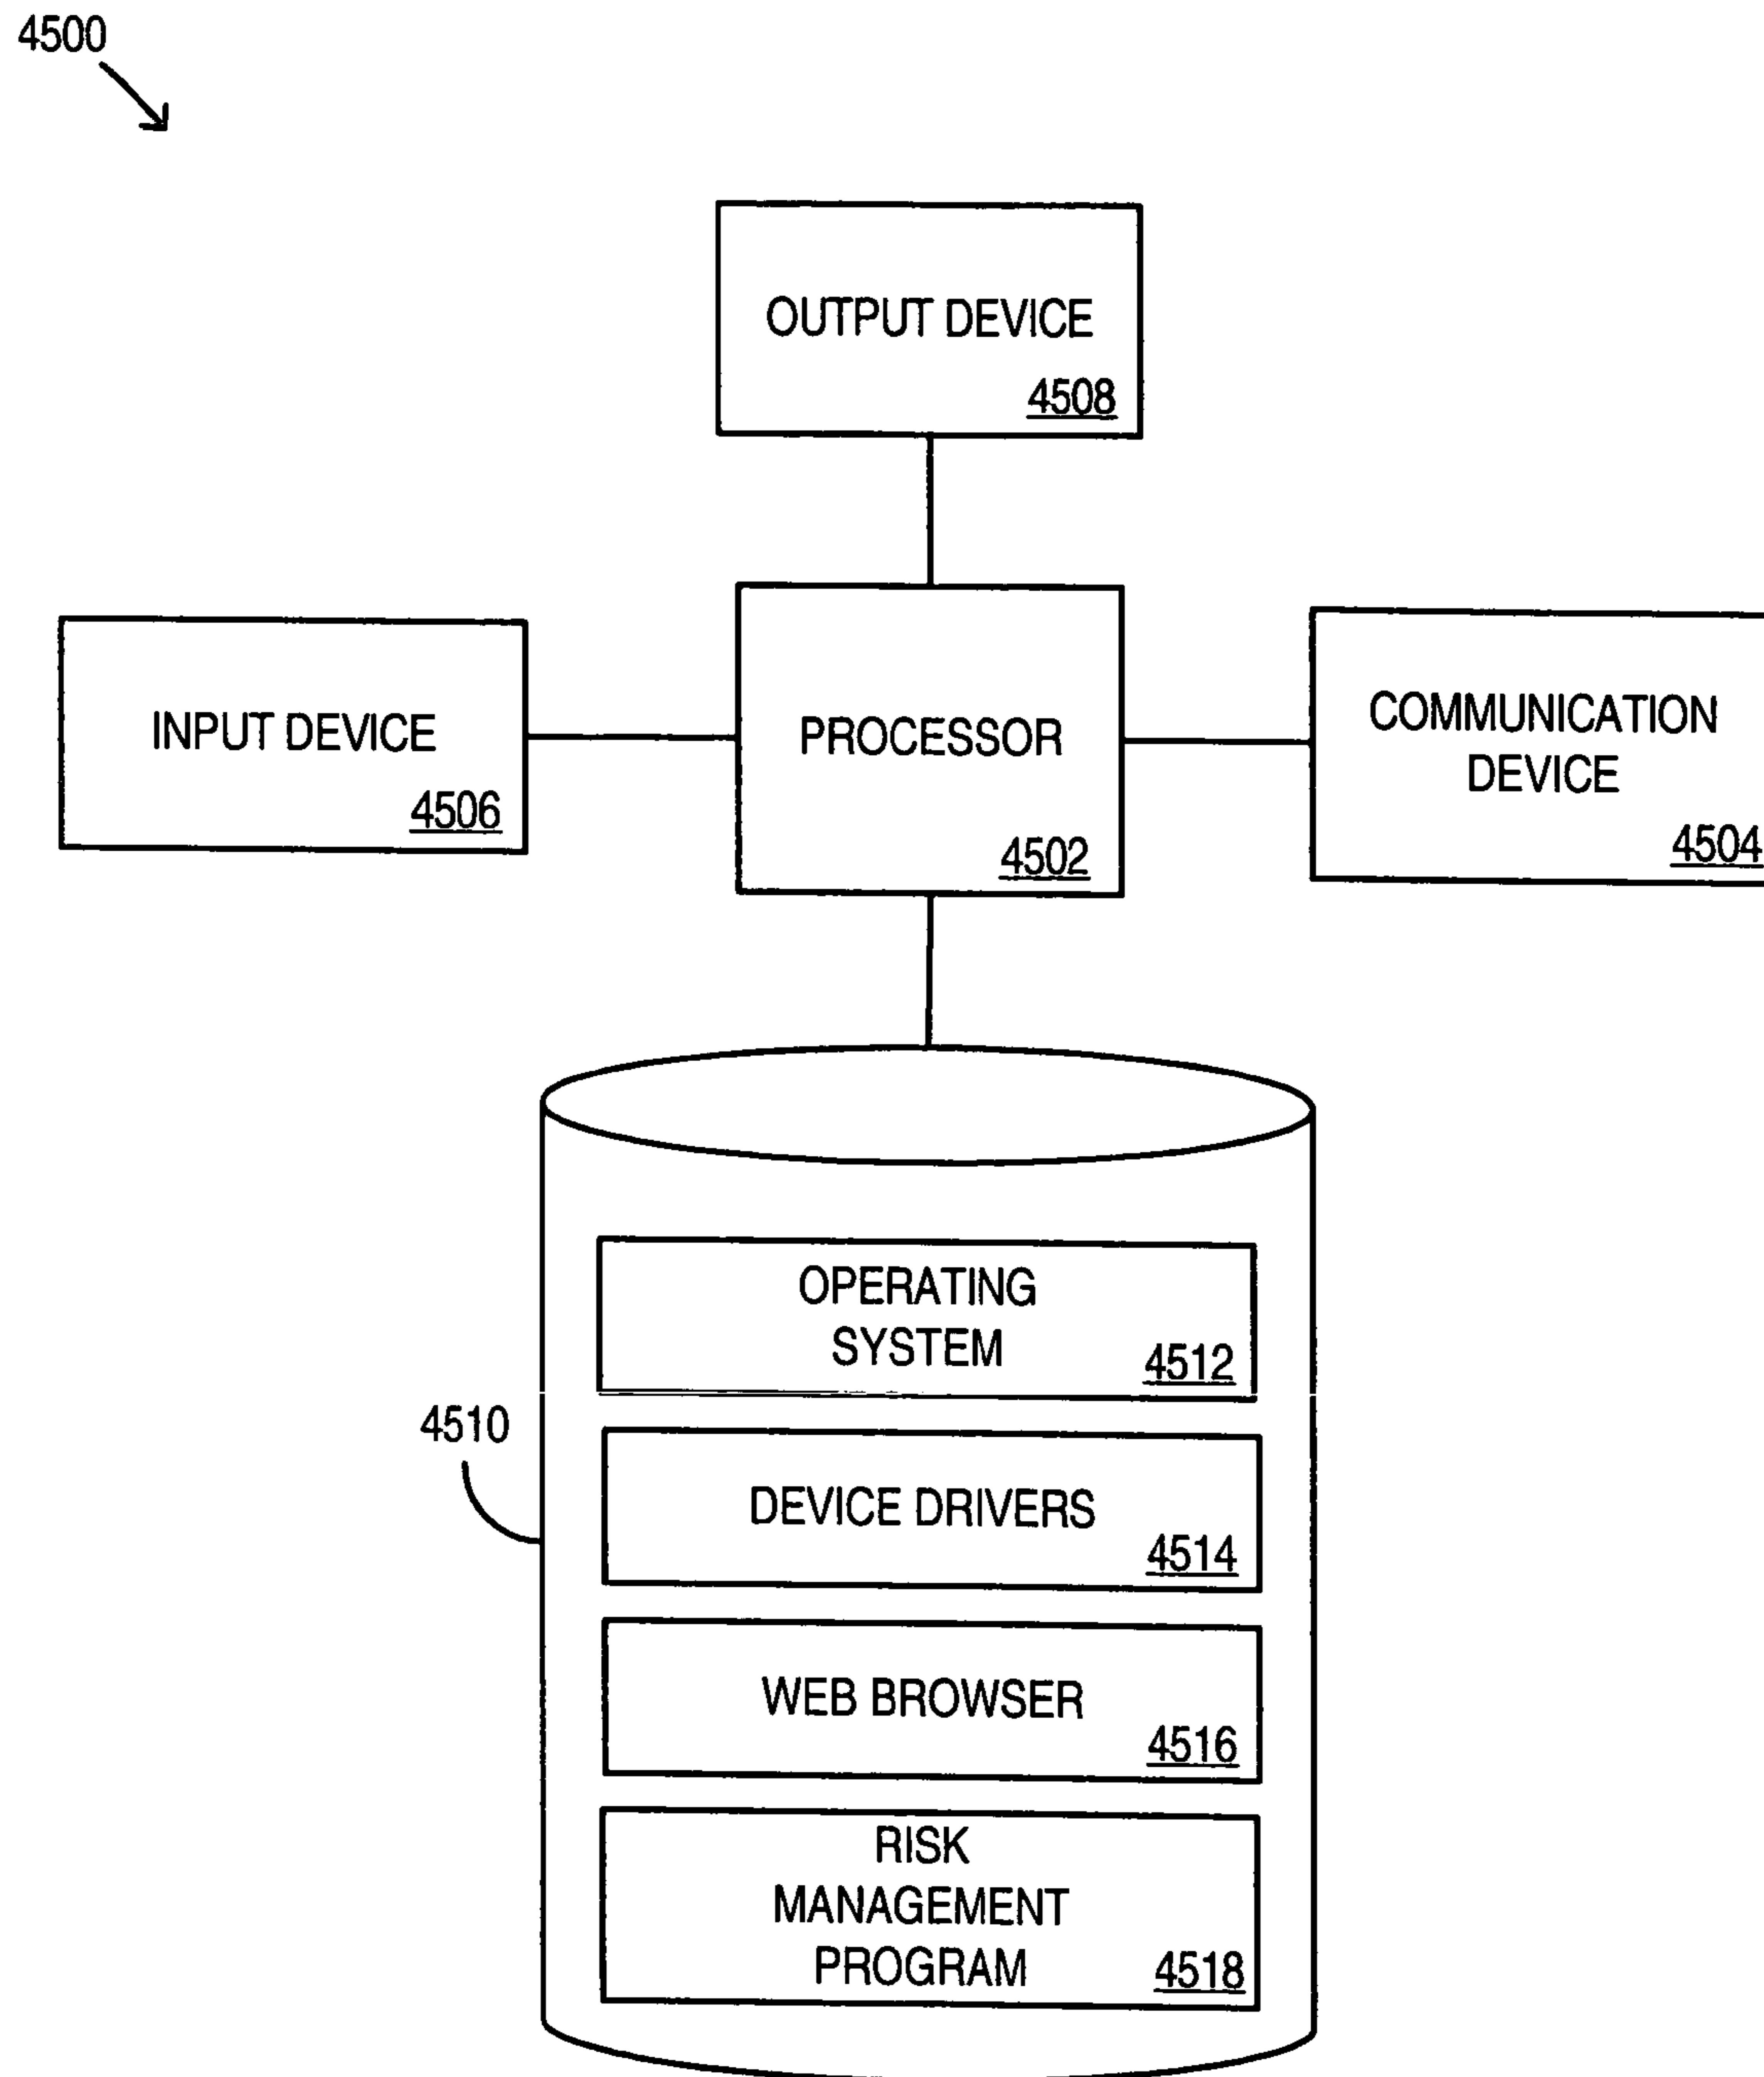 4500
OUTPUT DEVICE
4508
INPUT DEVICE
4506
PROCESSOR
4502
COMMUNICATION
DEVICE
4504
OPERATING
SYSTEM
4512
4510
DEVICE DRIVERS
4514
WEB BROWSER
4516
RISK
MANAGEMENT
PROGRAM
4518